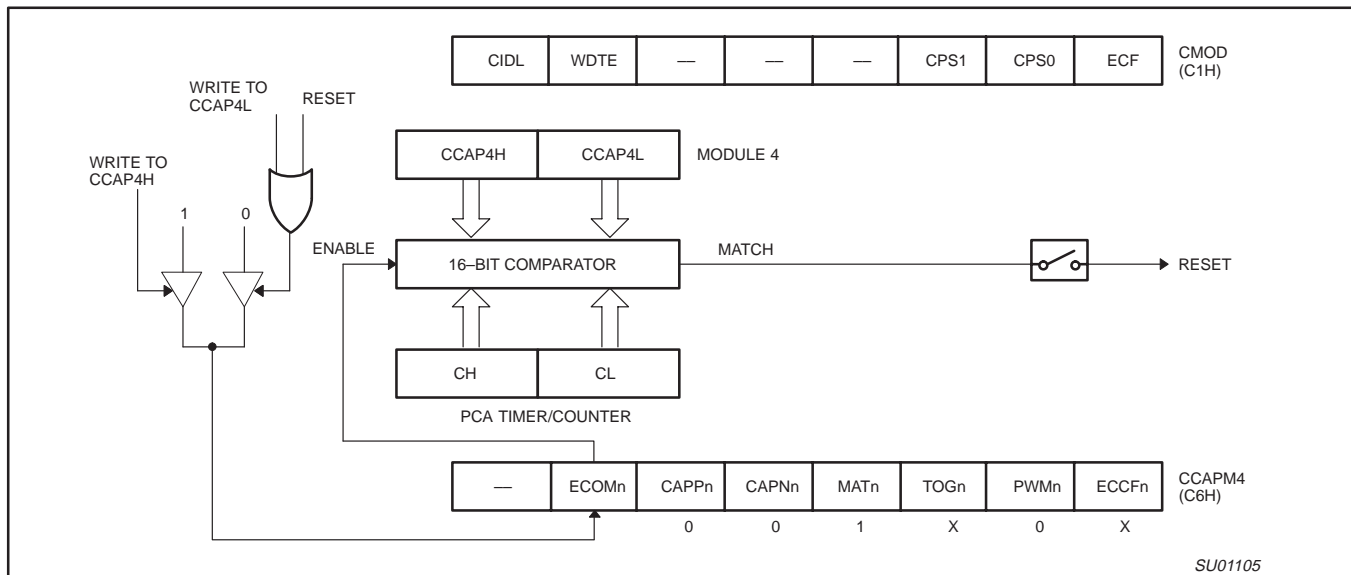 CIDL WDTE — — — CPS1 CPS0 ECF
CMOD
(C1H)
WRITE TO
CCAP4L
RESET
WRITE TO
CCAP4H
CCAP4H CCAP4L
MODULE 4
1 0
ENABLE
16–BIT COMPARATOR
MATCH
RESET
CH CL
PCA TIMER/COUNTER
— ECOMn CAPPn CAPNn MATn TOGn PWMn ECCFn
CCAPM4
(C6H)
0 0 1 X 0 X
SU01105